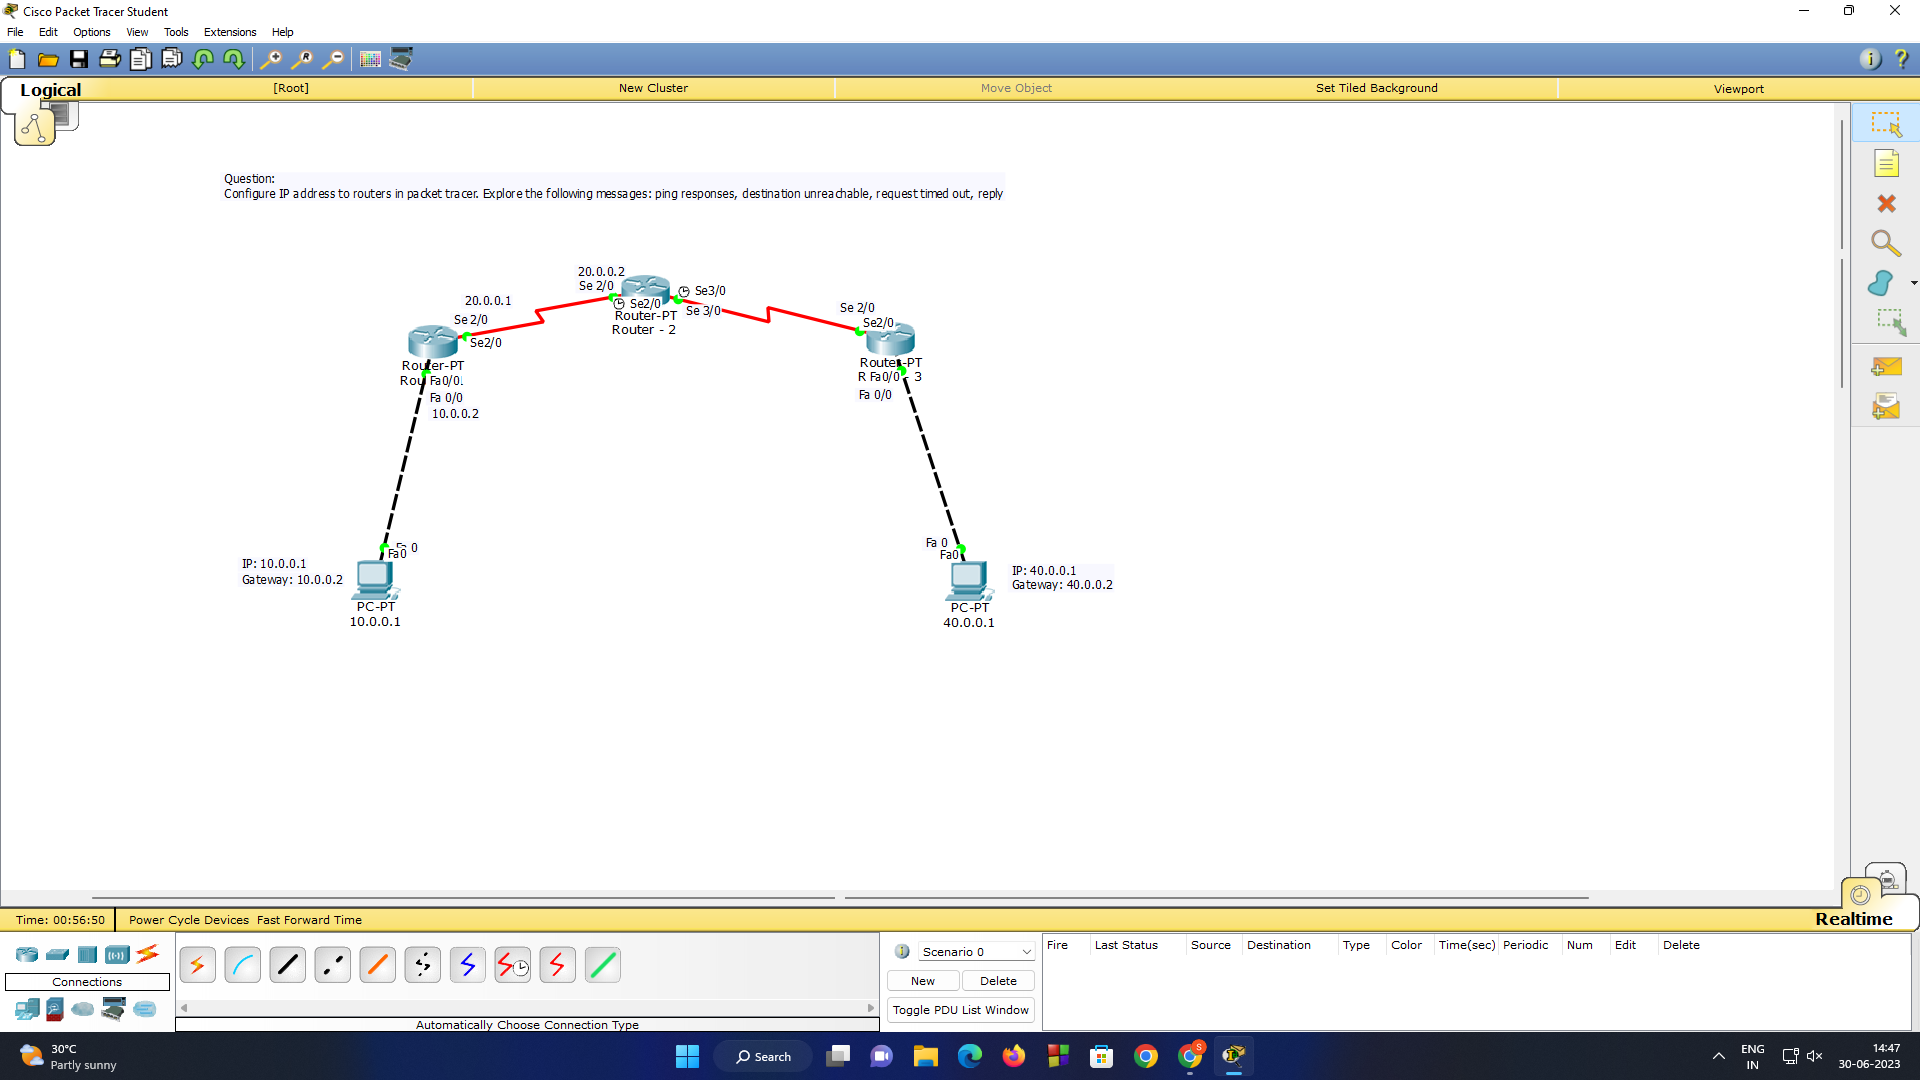 Cisco Packet Tracer Student
File Edit Options View Tools Extensions Help
Logical
[Root]
New Cluster
Move Object
Set Tiled Background
Viewport
Question:
Configure IP address to routers in packet tracer. Explore the following messages: ping responses, destination unreachable, request timed out, reply
20.0.0.2
Se 2/0
Se2/0
Router-PT
Router - 2
Se3/0
Se 3/0
20.0.0.1
Se 2/0
Se2/0
Router-PT
Rou Fa0/0
Fa 0/0
10.0.0.2
Se 2/0
Se2/0
Router-PT
R Fa0/0 - 3
Fa 0/0
Fa0 0
IP: 10.0.0.1
Gateway: 10.0.0.2
PC-PT
10.0.0.1
Fa 0
Fa0
IP: 40.0.0.1
Gateway: 40.0.0.2
PC-PT
40.0.0.1
Time: 00:56:50
Power Cycle Devices Fast Forward Time
Realtime
Connections
Automatically Choose Connection Type
Scenario 0
New
Delete
Toggle PDU List Window
Fire Last Status Source Destination Type Color Time(sec) Periodic Num Edit Delete
30°C
Partly sunny
Search
ENG
IN
14:47
30-06-2023